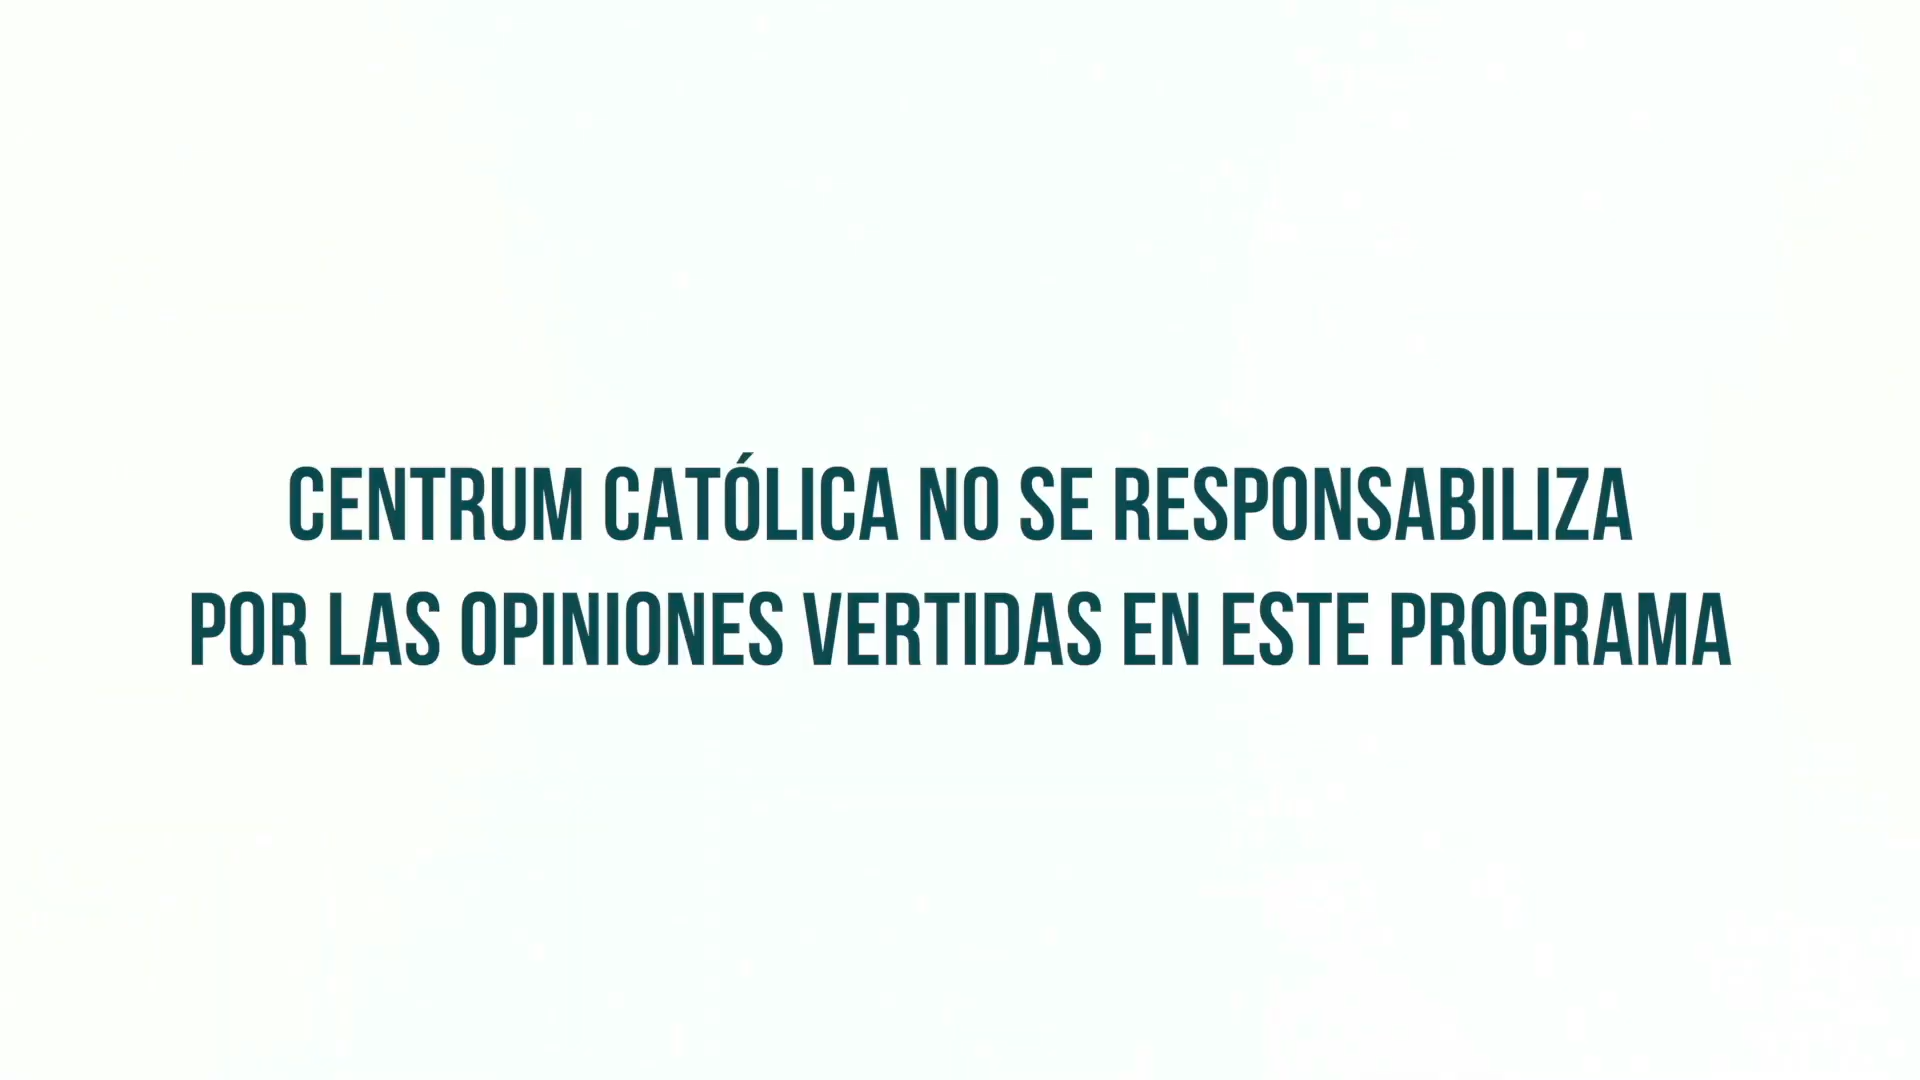 CENTRUM CATÓLICA NO SE RESPONSABILIZA
POR LAS OPINIONES VERTIDAS EN ESTE PROGRAMA